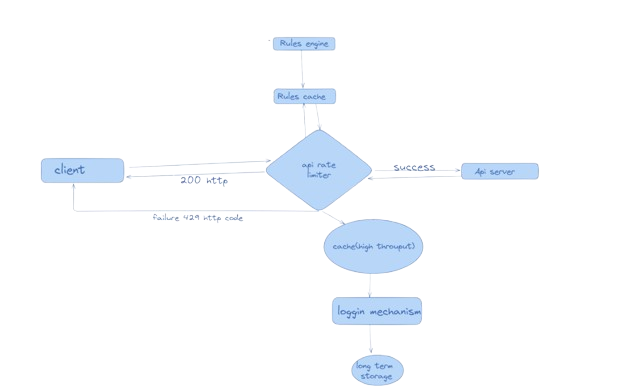 Rules engine
Rules cache
api rate
limiter
client
200 http
success
Api server
failure 429 http code
cache(high throuput)
loggin mechanism
long term
storage